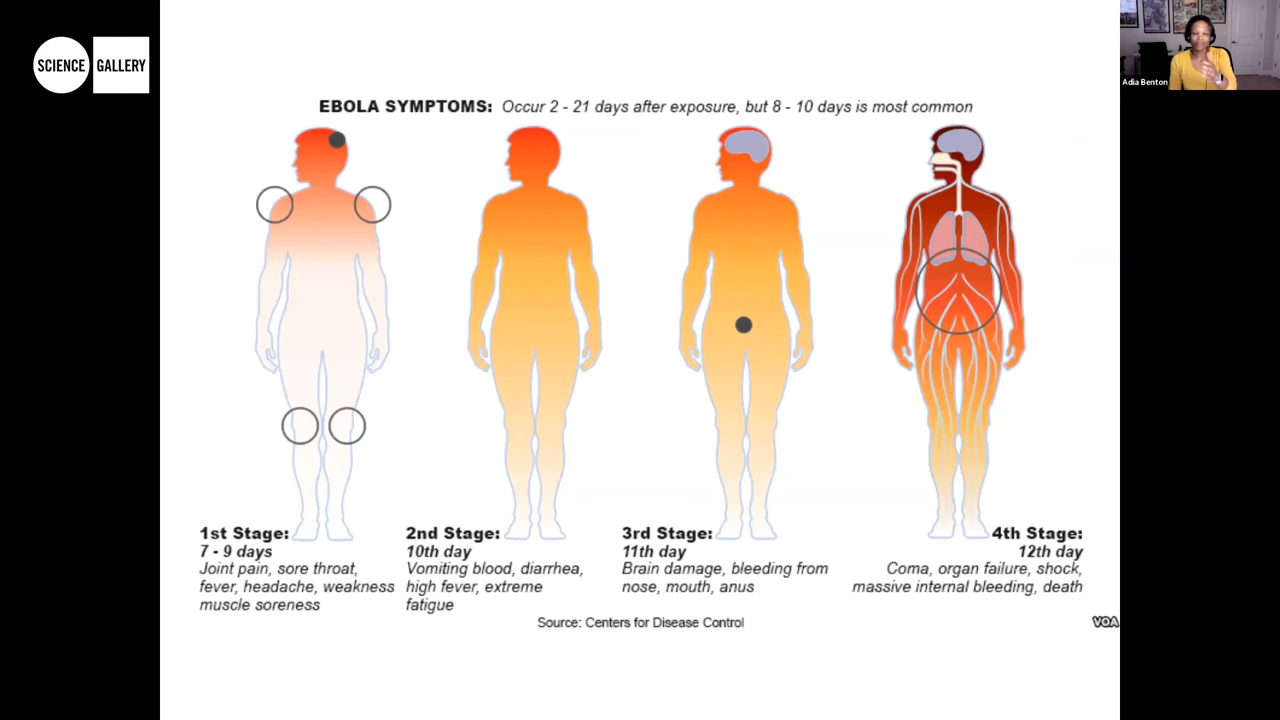 SCIENCE GALLERY
Adia Benton
EBOLA SYMPTOMS: Occur 2 - 21 days after exposure, but 8 - 10 days is most common
1st Stage:
7 - 9 days
Joint pain, sore throat,
fever, headache, weakness
muscle soreness
2nd Stage:
10th day
Vomiting blood, diarrhea,
high fever, extreme
fatigue
3rd Stage:
11th day
Brain damage, bleeding from
nose, mouth, anus
4th Stage:
12th day
Coma, organ failure, shock,
massive internal bleeding, death
Source: Centers for Disease Control
VOA